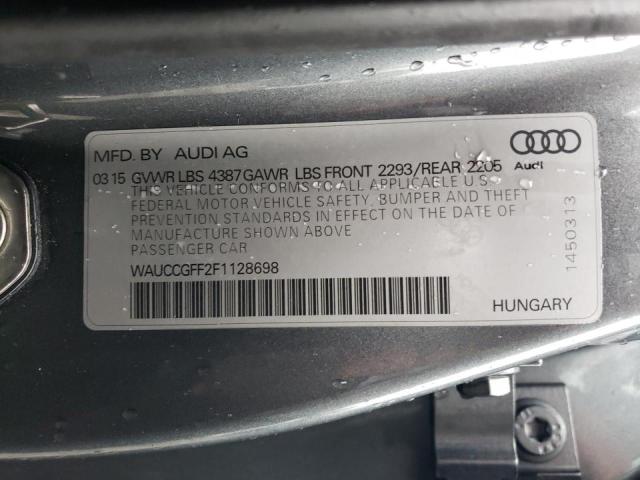 MFD. BY AUDI AG
03 15 GVWR LBS 4387 GAWR LBS FRONT 2293/REAR 2205
Audi
THIS VEHICLE CONFORMS TO ALL APPLICABLE U S
FEDERAL MOTOR VEHICLE SAFETY, BUMPER AND THEFT
PREVENTION STANDARDS IN EFFECT ON THE DATE OF
MANUFACTURE SHOWN ABOVE
PASSENGER CAR
WAUCCGFF2F1128698
HUNGARY
1450313